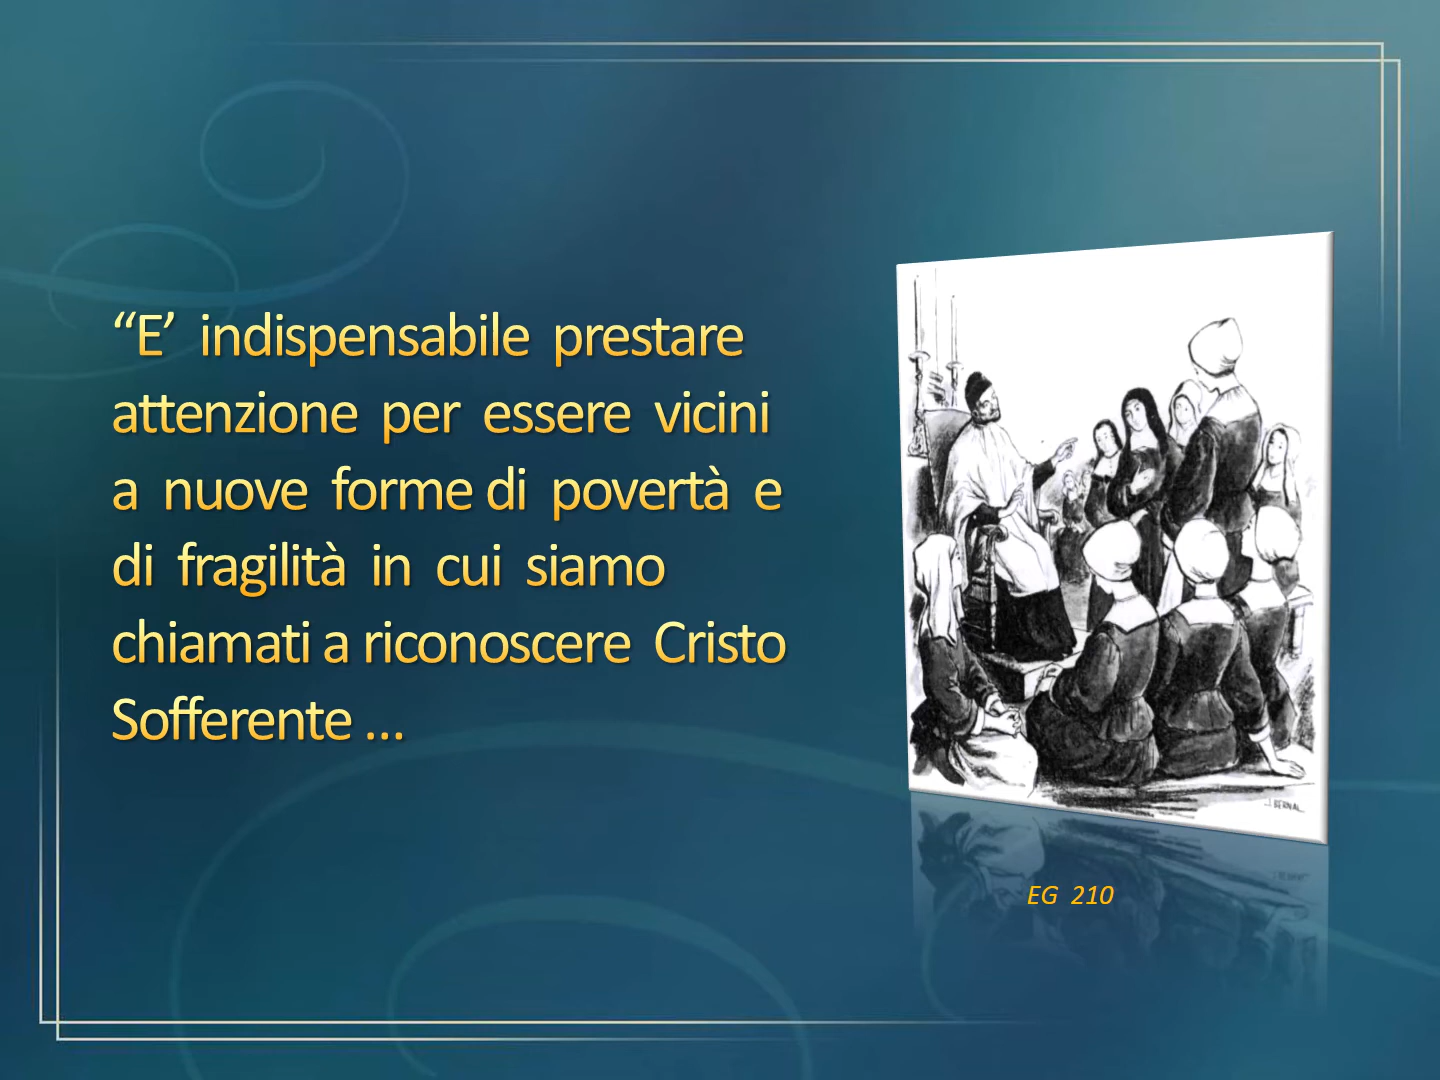 “E’ indispensabile prestare
attenzione per essere vicini
a nuove forme di povertà e
di fragilità in cui siamo
chiamati a riconoscere Cristo
Sofferente ...
J. BERNAL
EG 210